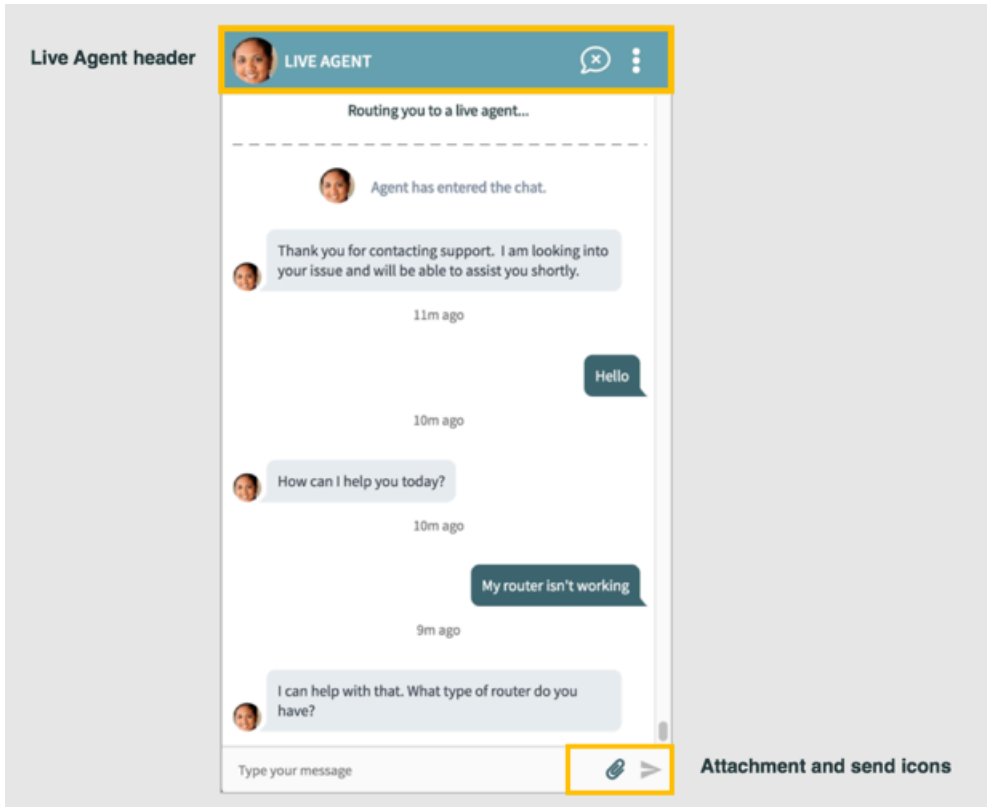 Live Agent header
LIVE AGENT
Routing you to a live agent...
Agent has entered the chat.
Thank you for contacting support.  I am looking into
your issue and will be able to assist you shortly.
11m ago
Hello
10m ago
How can I help you today?
10m ago
My router isn't working
9m ago
I can help with that. What type of router do you
have?
Type your message
Attachment and send icons